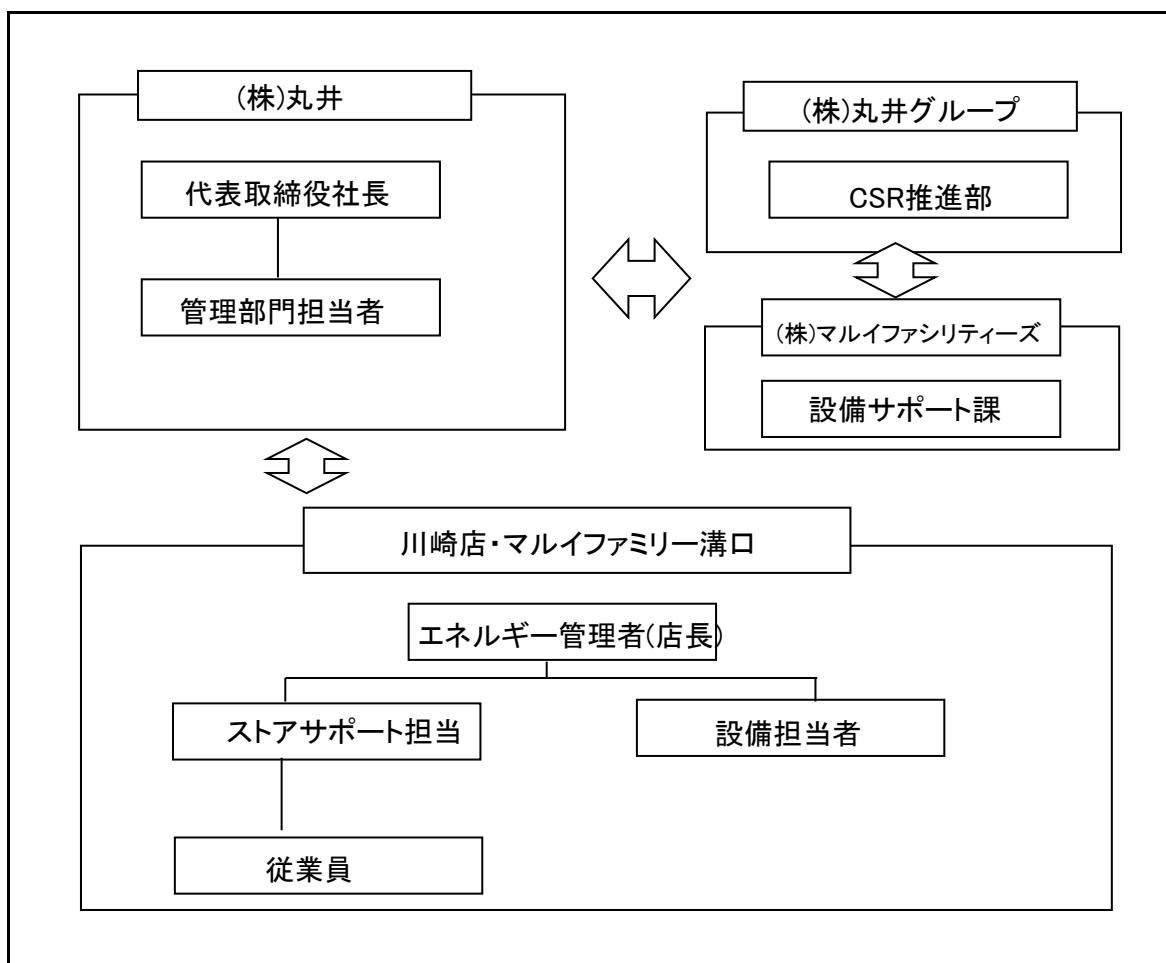 (株)丸井
代表取締役社長
管理部門担当者
(株)丸井グループ
CSR推進部
(株)マルイファシリティーズ
設備サポート課
川崎店・マルイファミリー溝口
エネルギー管理者(店長)
ストアサポート担当
設備担当者
従業員